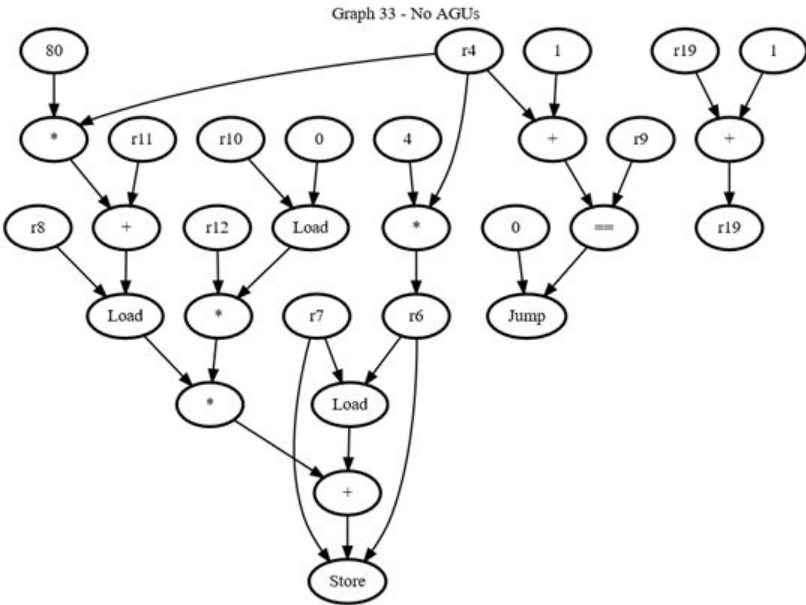 Graph 33 - No AGUs
80
r4
1
r19
1
*
r11
r10
0
4
+
r9
+
r8
+
r12
Load
*
0
==
r19
Load
*
r7
r6
Jump
*
Load
+
Store